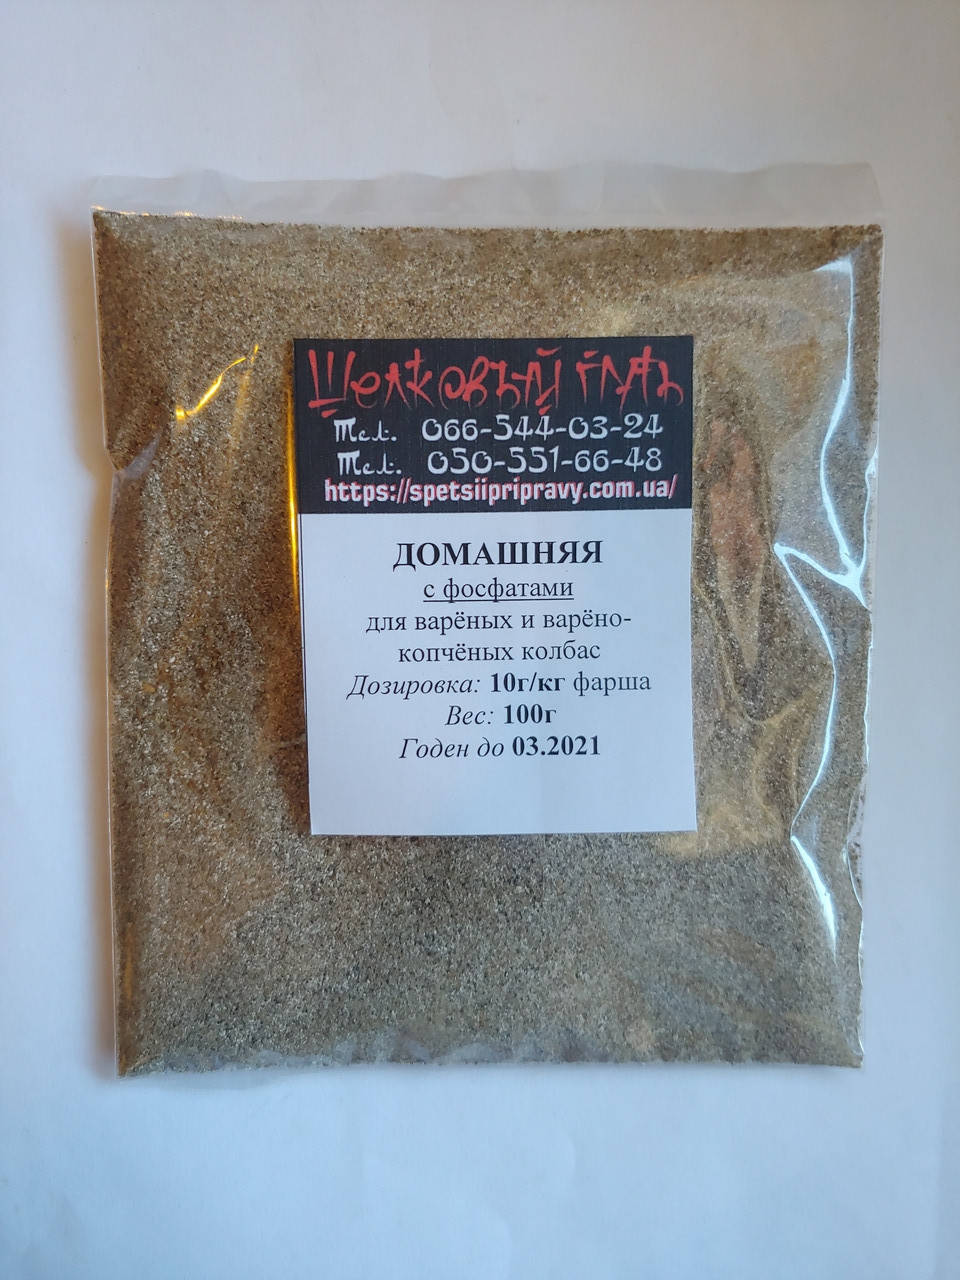 Шелковый путь
Тел. 066-544-03-24
Тел. 050-551-66-48
https://spetsiipripravy.com.ua/
ДОМАШНЯЯ
с фосфатами
для варёных и варёно-
копчёных колбас
Дозировка: 10г/кг фарша
Вес: 100г
Годен до 03.2021